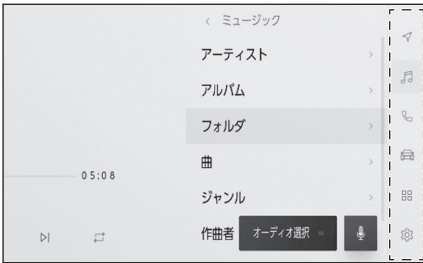 ＜ ミュージック
アーティスト
アルバム
フォルダ
曲
05:08
ジャンル
作曲者
オーディオ選択